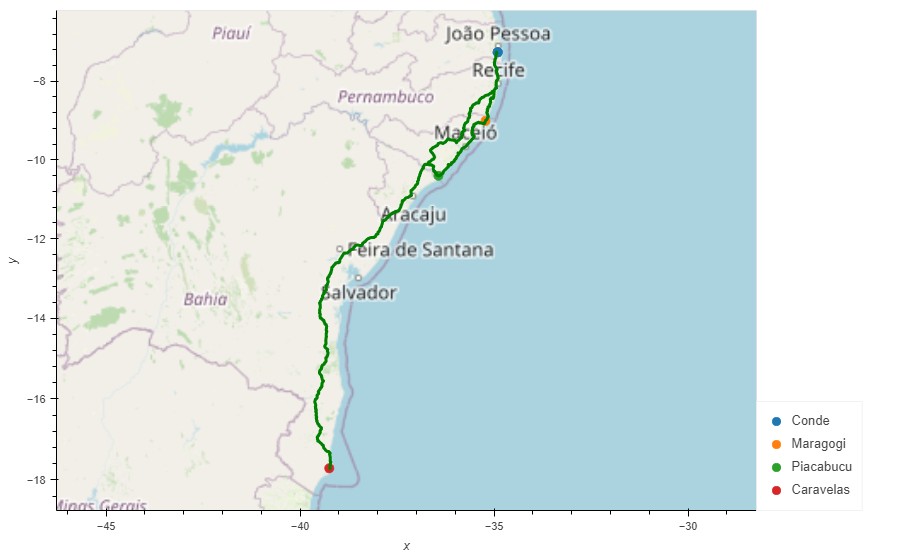 Piauí
João Pessoa
Recife
Pernambuco
Maceió
Aracaju
Feira de Santana
Salvador
Bahia
Minas Gerais
−8
−10
−12
−14
−16
−18
y
−45
−40
−35
−30
x
Conde
Maragogi
Piacabucu
Caravelas